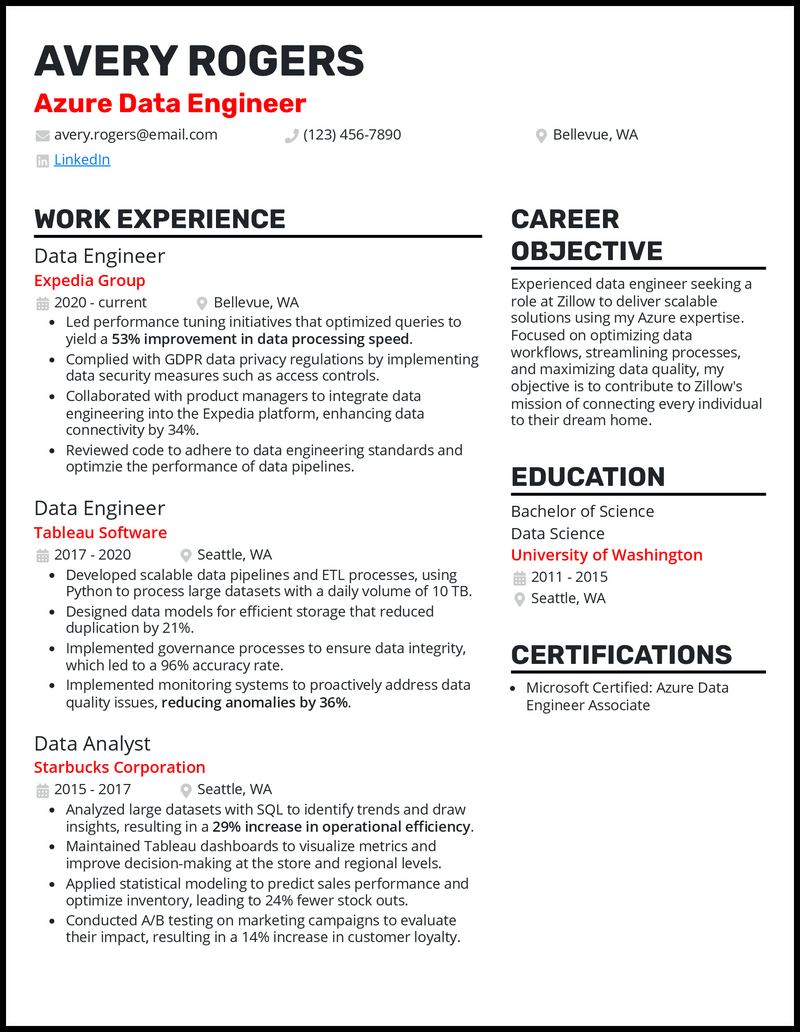 AVERY ROGERS
Azure Data Engineer
avery.rogers@email.com
(123) 456-7890
Bellevue, WA
LinkedIn
WORK EXPERIENCE
Data Engineer
Expedia Group
2020 - current
Bellevue, WA
• Led performance tuning initiatives that optimized queries to
yield a 53% improvement in data processing speed.
• Complied with GDPR data privacy regulations by implementing
data security measures such as access controls.
• Collaborated with product managers to integrate data
engineering into the Expedia platform, enhancing data
connectivity by 34%.
• Reviewed code to adhere to data engineering standards and
optimzie the performance of data pipelines.
Data Engineer
Tableau Software
2017 - 2020
Seattle, WA
• Developed scalable data pipelines and ETL processes, using
Python to process large datasets with a daily volume of 10 TB.
• Designed data models for efficient storage that reduced
duplication by 21%.
• Implemented governance processes to ensure data integrity,
which led to a 96% accuracy rate.
• Implemented monitoring systems to proactively address data
quality issues, reducing anomalies by 36%.
Data Analyst
Starbucks Corporation
2015 - 2017
Seattle, WA
• Analyzed large datasets with SQL to identify trends and draw
insights, resulting in a 29% increase in operational efficiency.
• Maintained Tableau dashboards to visualize metrics and
improve decision-making at the store and regional levels.
• Applied statistical modeling to predict sales performance and
optimize inventory, leading to 24% fewer stock outs.
• Conducted A/B testing on marketing campaigns to evaluate
their impact, resulting in a 14% increase in customer loyalty.
CAREER
OBJECTIVE
Experienced data engineer seeking a
role at Zillow to deliver scalable
solutions using my Azure expertise.
Focused on optimizing data
workflows, streamlining processes,
and maximizing data quality, my
objective is to contribute to Zillow's
mission of connecting every individual
to their dream home.
EDUCATION
Bachelor of Science
Data Science
University of Washington
2011 - 2015
Seattle, WA
CERTIFICATIONS
• Microsoft Certified: Azure Data
Engineer Associate